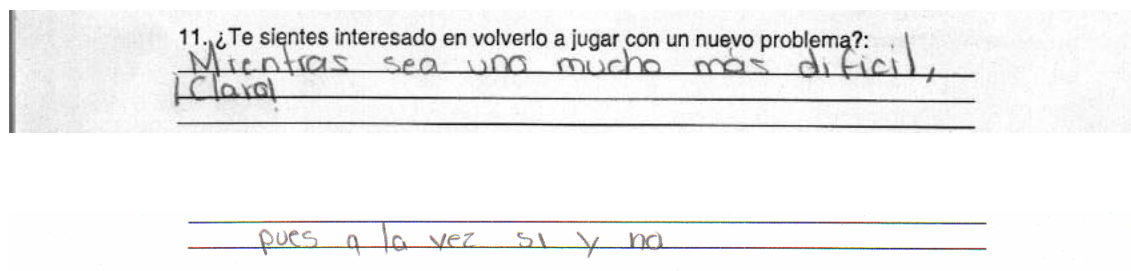 11. ¿Te sientes interesado en volverlo a jugar con un nuevo problema?:
Mientras sea uno mucho más dificil,
¡Claro!
pues a la vez si y no